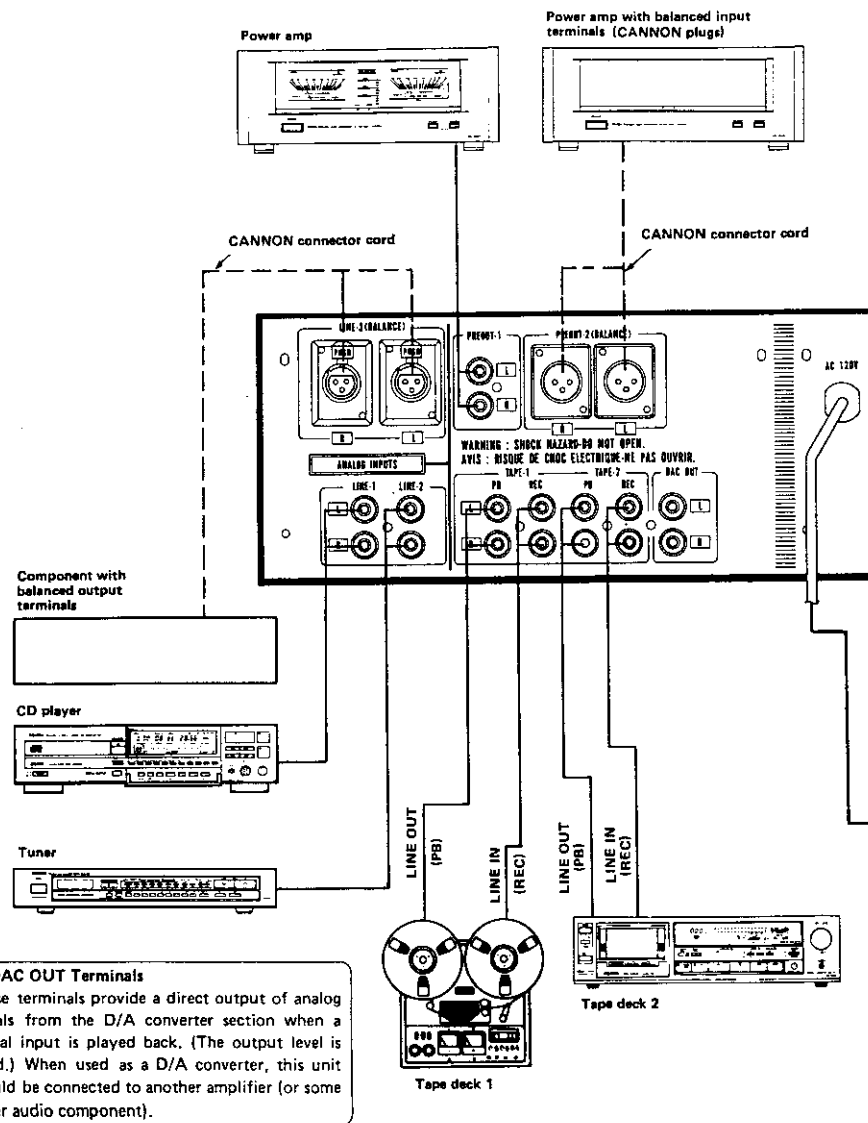 Power amp
Power amp with balanced input
terminals (CANNON plugs)
CANNON connector cord
CANNON connector cord
LINE-3 (BALANCE)
PUSH
PUSH
R
L
PREOUT-1
L
R
PREOUT-2 (BALANCE)
R
L
AC 120V
WARNING : SHOCK HAZARD-DO NOT OPEN.
AVIS : RISQUE DE CHOC ELECTRIQUE-NE PAS OUVRIR.
ANALOG INPUTS
LINE-1
LINE-2
L
R
TAPE-1
PB
REC
TAPE-2
PB
REC
L
R
DAC OUT
L
R
Component with
balanced output
terminals
CD player
Tuner
LINE OUT
(PB)
LINE IN
(REC)
LINE OUT
(PB)
LINE IN
(REC)
Tape deck 1
Tape deck 2
AC OUT Terminals
se terminals provide a direct output of analog
als from the D/A converter section when a
al input is played back. (The output level is
d.) When used as a D/A converter, this unit
uld be connected to another amplifier (or some
er audio component).